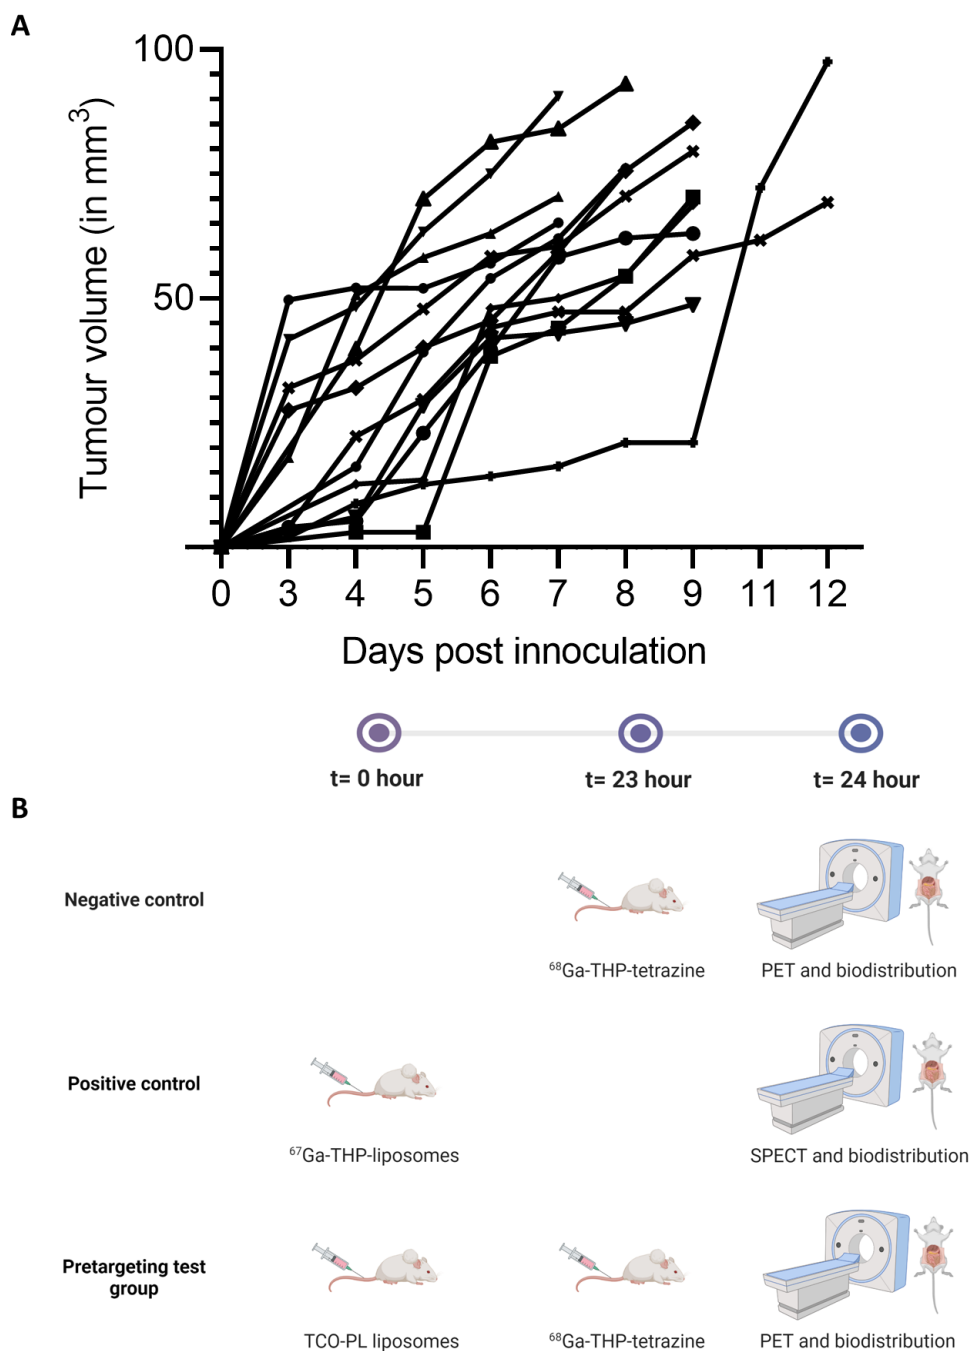 A
100
50
Tumour volume (in mm³)
0 3 4 5 6 7 8 9 11 12
Days post innoculation
t= 0 hour t= 23 hour t= 24 hour
B
Negative control
⁶⁸Ga-THP-tetrazine PET and biodistribution
Positive control
⁶⁷Ga-THP-liposomes SPECT and biodistribution
Pretargeting test
group
TCO-PL liposomes ⁶⁸Ga-THP-tetrazine PET and biodistribution